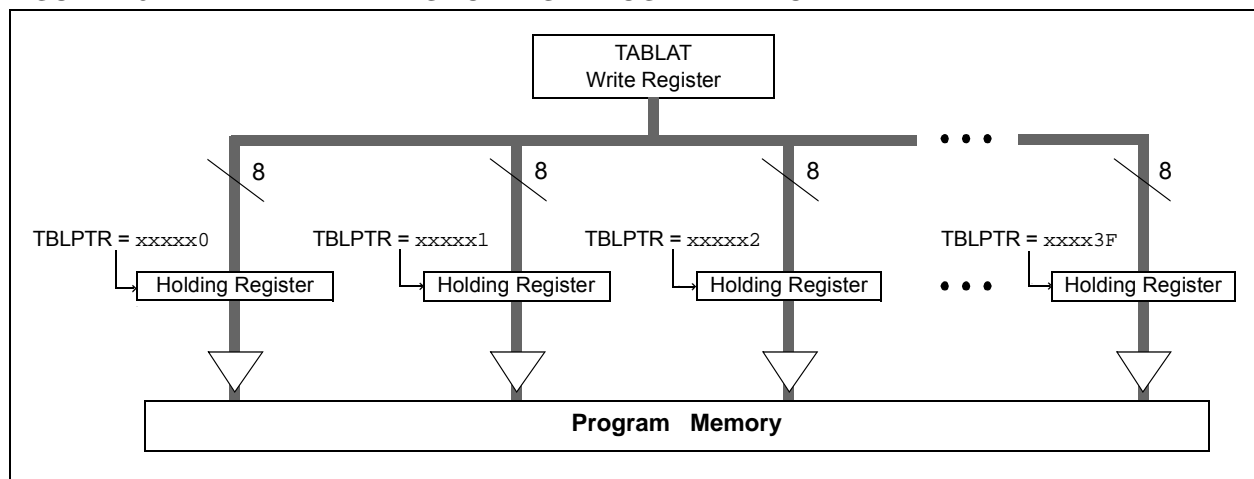 TABLAT
Write Register
• • •
8
8
8
8
TBLPTR = xxxxx0
TBLPTR = xxxxx1
TBLPTR = xxxxx2
TBLPTR = xxxx3F
Holding Register
Holding Register
Holding Register
• • •
Holding Register
Program Memory